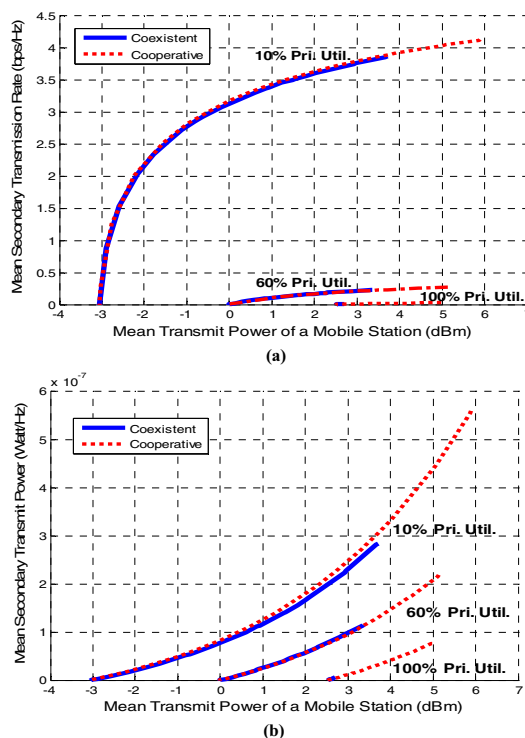 4.5
4
3.5
3
2.5
2
1.5
1
0.5
0
Mean Secondary Transmission Rate (bps/Hz)
Coexistent
Cooperative
10% Pri. Util.
60% Pri. Util.
100% Pri. Util.
-4 -3 -2 -1 0 1 2 3 4 5 6 7
Mean Transmit Power of a Mobile Station (dBm)
(a)
x 10-7
6
5
4
3
2
1
0
Mean Secondary Transmit Power (Watt/Hz)
Coexistent
Cooperative
10% Pri. Util.
60% Pri. Util.
100% Pri. Util.
-4 -3 -2 -1 0 1 2 3 4 5 6 7
Mean Transmit Power of a Mobile Station (dBm)
(b)